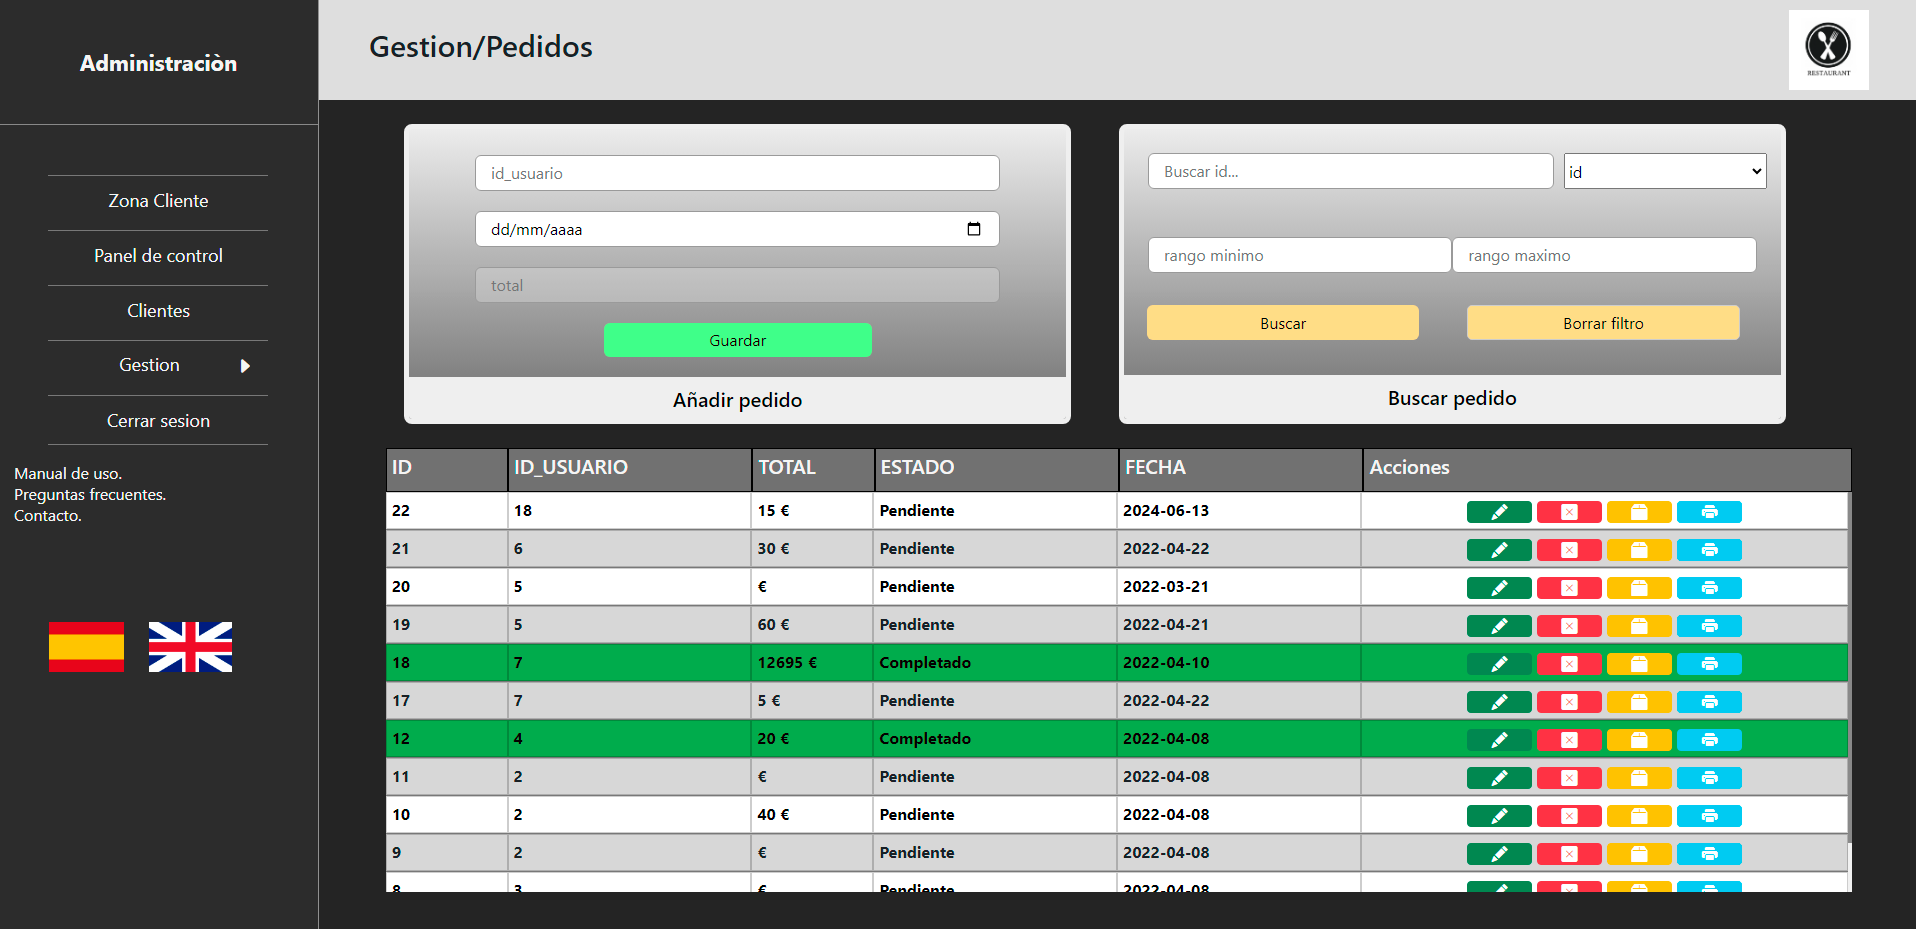 Administraciòn
Zona Cliente
Panel de control
Clientes
Gestion
Cerrar sesion
Manual de uso.
Preguntas frecuentes.
Contacto.
Gestion/Pedidos
RESTAURANT
id_usuario
dd/mm/aaaa
total
Guardar
Añadir pedido
Buscar id... id
rango minimo rango maximo
Buscar Borrar filtro
Buscar pedido
ID ID_USUARIO TOTAL ESTADO FECHA Acciones
22 18 15 € Pendiente 2024-06-13
21 6 30 € Pendiente 2022-04-22
20 5 € Pendiente 2022-03-21
19 5 60 € Pendiente 2022-04-21
18 7 12695 € Completado 2022-04-10
17 7 5 € Pendiente 2022-04-22
12 4 20 € Completado 2022-04-08
11 2 € Pendiente 2022-04-08
10 2 40 € Pendiente 2022-04-08
9 2 € Pendiente 2022-04-08
8 3 € Pendiente 2022-04-08